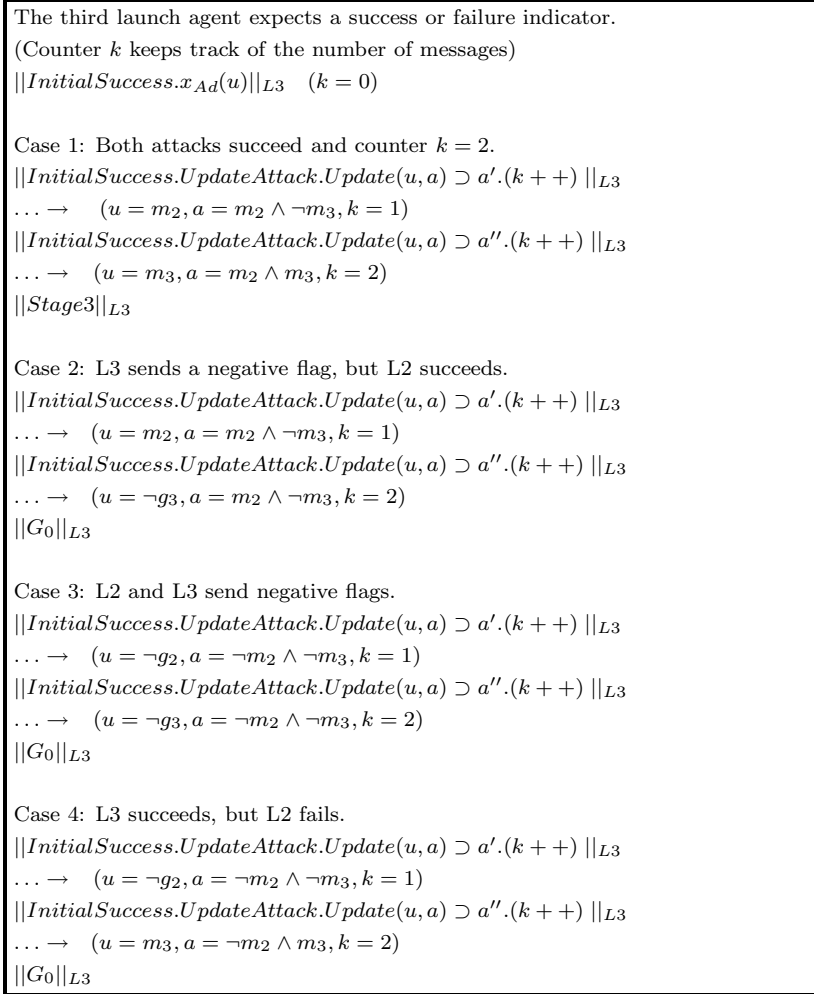 The third launch agent expects a success or failure indicator.
(Counter k keeps track of the number of messages)
||InitialSuccess.x_{Ad}(u)||_{L3} (k = 0)
Case 1: Both attacks succeed and counter k = 2.
||InitialSuccess.UpdateAttack.Update(u, a) ⊃ a′.(k + +) ||_{L3}
. . . → (u = m_2, a = m_2 ∧ ¬m_3, k = 1)
||InitialSuccess.UpdateAttack.Update(u, a) ⊃ a′′.(k + +) ||_{L3}
. . . → (u = m_3, a = m_2 ∧ m_3, k = 2)
||Stage3||_{L3}
Case 2: L3 sends a negative flag, but L2 succeeds.
||InitialSuccess.UpdateAttack.Update(u, a) ⊃ a′.(k + +) ||_{L3}
. . . → (u = m_2, a = m_2 ∧ ¬m_3, k = 1)
||InitialSuccess.UpdateAttack.Update(u, a) ⊃ a′′.(k + +) ||_{L3}
. . . → (u = ¬g_3, a = m_2 ∧ ¬m_3, k = 2)
||G_0||_{L3}
Case 3: L2 and L3 send negative flags.
||InitialSuccess.UpdateAttack.Update(u, a) ⊃ a′.(k + +) ||_{L3}
. . . → (u = ¬g_2, a = ¬m_2 ∧ ¬m_3, k = 1)
||InitialSuccess.UpdateAttack.Update(u, a) ⊃ a′′.(k + +) ||_{L3}
. . . → (u = ¬g_3, a = ¬m_2 ∧ ¬m_3, k = 2)
||G_0||_{L3}
Case 4: L3 succeeds, but L2 fails.
||InitialSuccess.UpdateAttack.Update(u, a) ⊃ a′.(k + +) ||_{L3}
. . . → (u = ¬g_2, a = ¬m_2 ∧ ¬m_3, k = 1)
||InitialSuccess.UpdateAttack.Update(u, a) ⊃ a′′.(k + +) ||_{L3}
. . . → (u = m_3, a = ¬m_2 ∧ m_3, k = 2)
||G_0||_{L3}